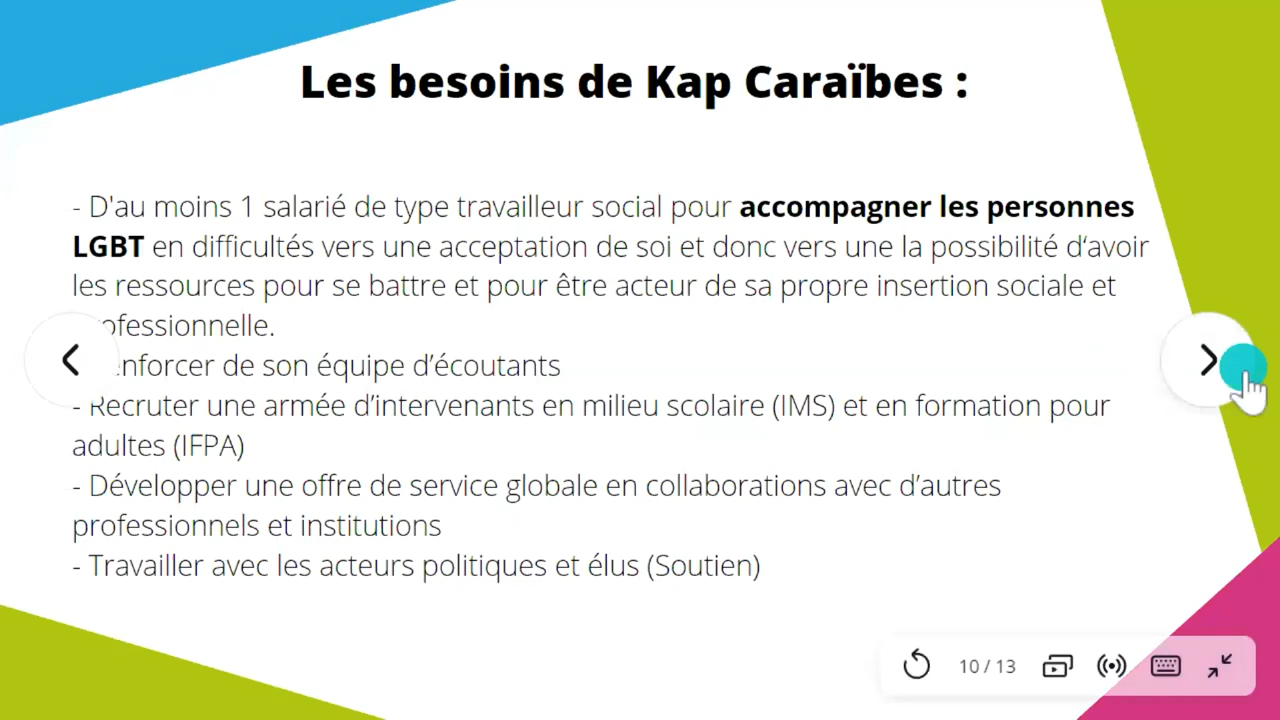 Les besoins de Kap Caraïbes :
- D'au moins 1 salarié de type travailleur social pour accompagner les personnes
LGBT en difficultés vers une acceptation de soi et donc vers une la possibilité d‘avoir
les ressources pour se battre et pour être acteur de sa propre insertion sociale et
ofessionnelle.
enforcer de son équipe d’écoutants
- Recruter une armée d’intervenants en milieu scolaire (IMS) et en formation pour
adultes (IFPA)
- Développer une offre de service globale en collaborations avec d’autres
professionnels et institutions
- Travailler avec les acteurs politiques et élus (Soutien)
10 / 13